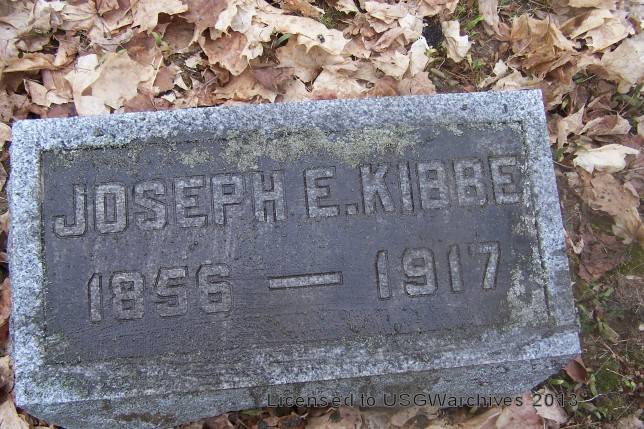 JOSEPH E. KIBBE
1856 — 1917
Licensed to USGWarchives 2013